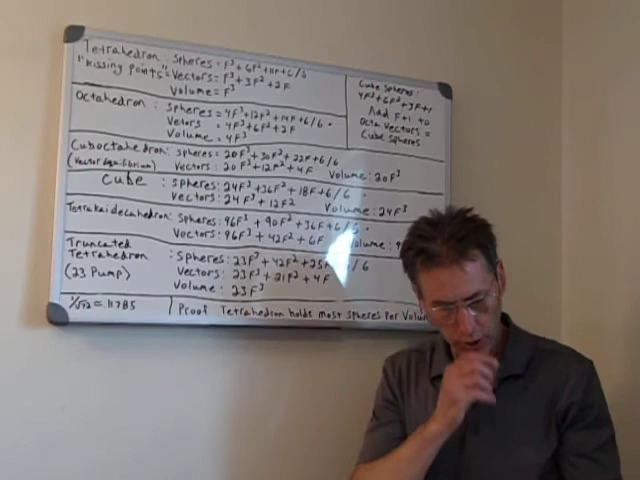 Tetrahedron: Spheres = F³ + 6F² + 11F + 6 / 6
"Kissing points" = Vectors = F³ + 3F² + 2F
Volume = F³
Octahedron: Spheres = 4F³ + 12F² + 14F + 6 / 6
Vectors = 4F³ + 6F² + 2F
Volume = 4F³
Cube Spheres:
4F³ + 6F² + 3F + 1
Add F+1 to
Octa Vectors =
Cube Spheres
Cuboctahedron: Spheres: 20F³ + 30F² + 22F + 6 / 6
(Vector Equilibrium) Vectors: 20F³ + 12F² + 4F Volume: 20F³
Cube: Spheres: 24F³ + 36F² + 18F + 6 / 6
Vectors: 24F³ + 12F² Volume: 24F³
Tetrakaidecahedron: Spheres: 96F³ + 90F² + 36F + 6 / 6
Vectors: 96F³ + 42F² + 6F Volume: 9
Truncated
Tetrahedron
(23 Pump)
Spheres: 23F³ + 42F² + 25F / 6
Vectors: 23F³ + 21F² + 4F
Volume: 23F³
Proof Tetrahedron holds most Spheres Per Volum